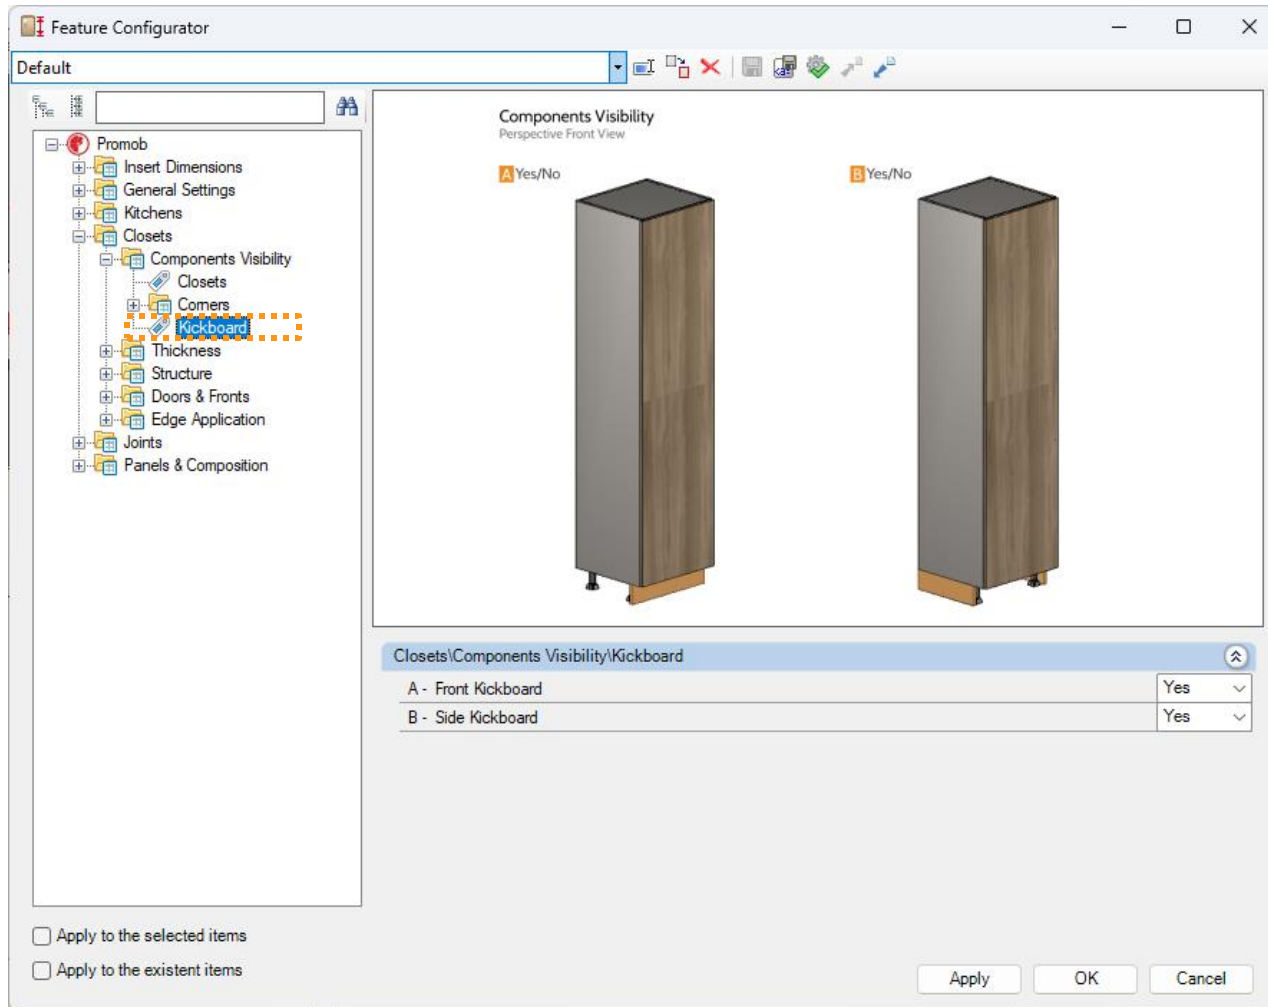 Feature Configurator
Default
Promob
Insert Dimensions
General Settings
Kitchens
Closets
Components Visibility
Closets
Corners
Kickboard
Thickness
Structure
Doors & Fronts
Edge Application
Joints
Panels & Composition
Components Visibility
Perspective Front View
A Yes/No
B Yes/No
Closets\Components Visibility\Kickboard
A - Front Kickboard Yes
B - Side Kickboard Yes
Apply to the selected items
Apply to the existent items
Apply OK Cancel